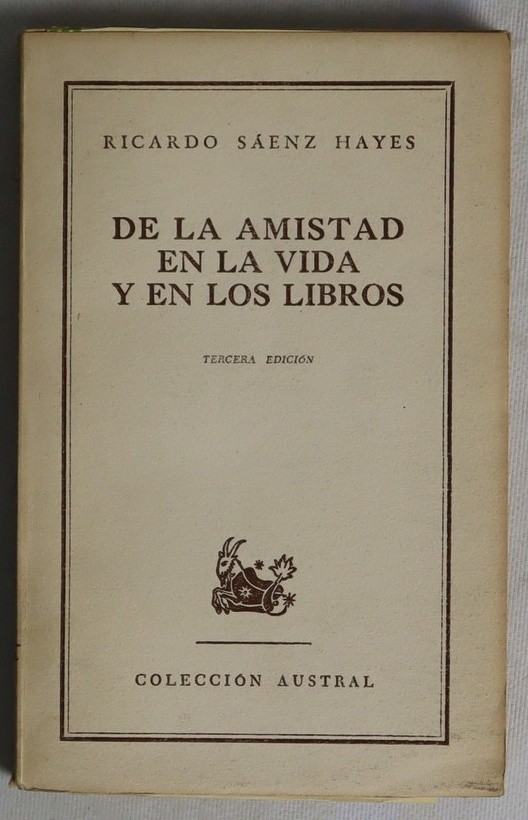 RICARDO SÁENZ HAYES
DE LA AMISTAD
EN LA VIDA
Y EN LOS LIBROS
TERCERA EDICIÓN
COLECCIÓN AUSTRAL